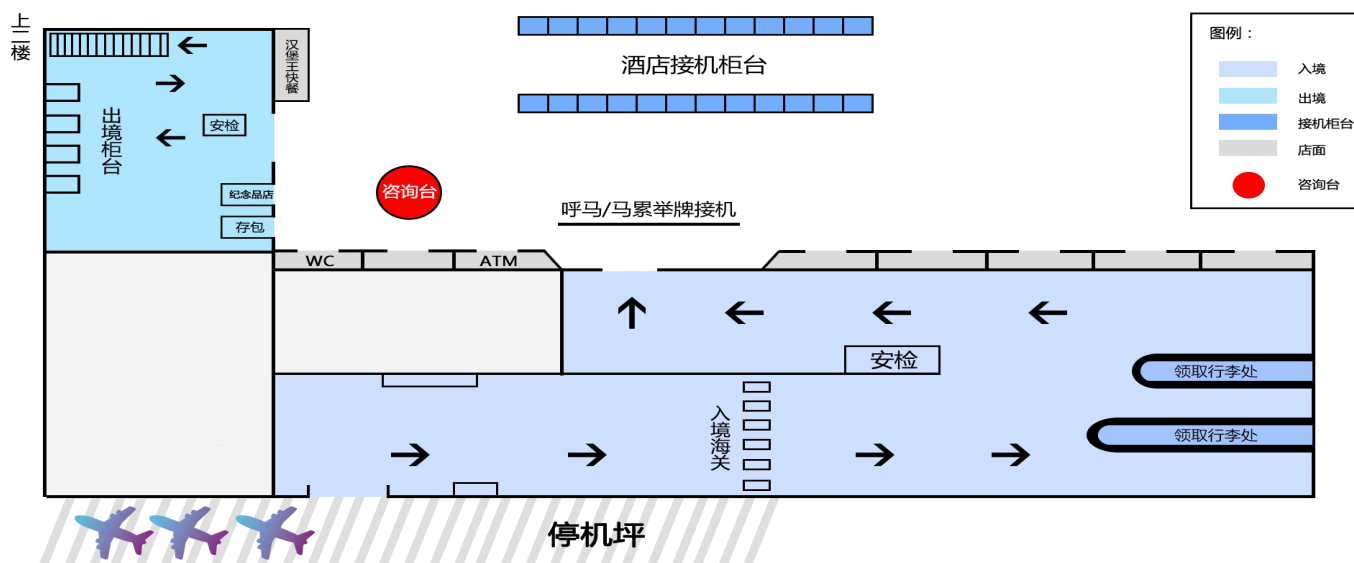 上二楼
汉堡王快餐
酒店接机柜台
图例：
入境
出境
接机柜台
店面
咨询台
出境柜台
安检
纪念品店
存包
咨询台
呼马/马累举牌接机
WC
ATM
安检
领取行李处
领取行李处
入境海关
停机坪